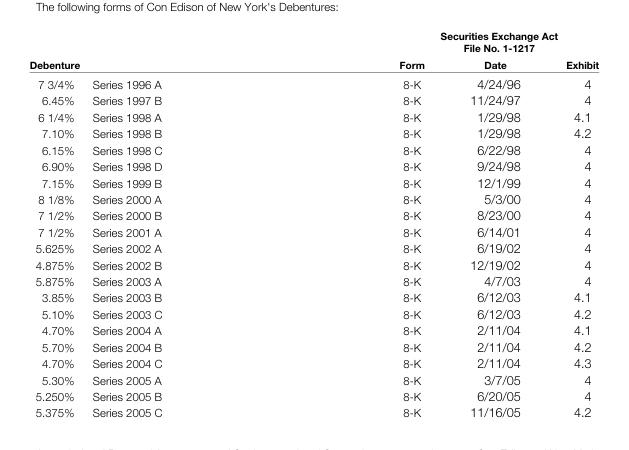 The following forms of Con Edison of New York's Debentures:
Securities Exchange Act
File No. 1-1217
Debenture Form Date Exhibit
7 3/4% Series 1996 A 8-K 4/24/96 4
6.45% Series 1997 B 8-K 11/24/97 4
6 1/4% Series 1998 A 8-K 1/29/98 4.1
7.10% Series 1998 B 8-K 1/29/98 4.2
6.15% Series 1998 C 8-K 6/22/98 4
6.90% Series 1998 D 8-K 9/24/98 4
7.15% Series 1999 B 8-K 12/1/99 4
8 1/8% Series 2000 A 8-K 5/3/00 4
7 1/2% Series 2000 B 8-K 8/23/00 4
7 1/2% Series 2001 A 8-K 6/14/01 4
5.625% Series 2002 A 8-K 6/19/02 4
4.875% Series 2002 B 8-K 12/19/02 4
5.875% Series 2003 A 8-K 4/7/03 4
3.85% Series 2003 B 8-K 6/12/03 4.1
5.10% Series 2003 C 8-K 6/12/03 4.2
4.70% Series 2004 A 8-K 2/11/04 4.1
5.70% Series 2004 B 8-K 2/11/04 4.2
4.70% Series 2004 C 8-K 2/11/04 4.3
5.30% Series 2005 A 8-K 3/7/05 4
5.250% Series 2005 B 8-K 6/20/05 4
5.375% Series 2005 C 8-K 11/16/05 4.2